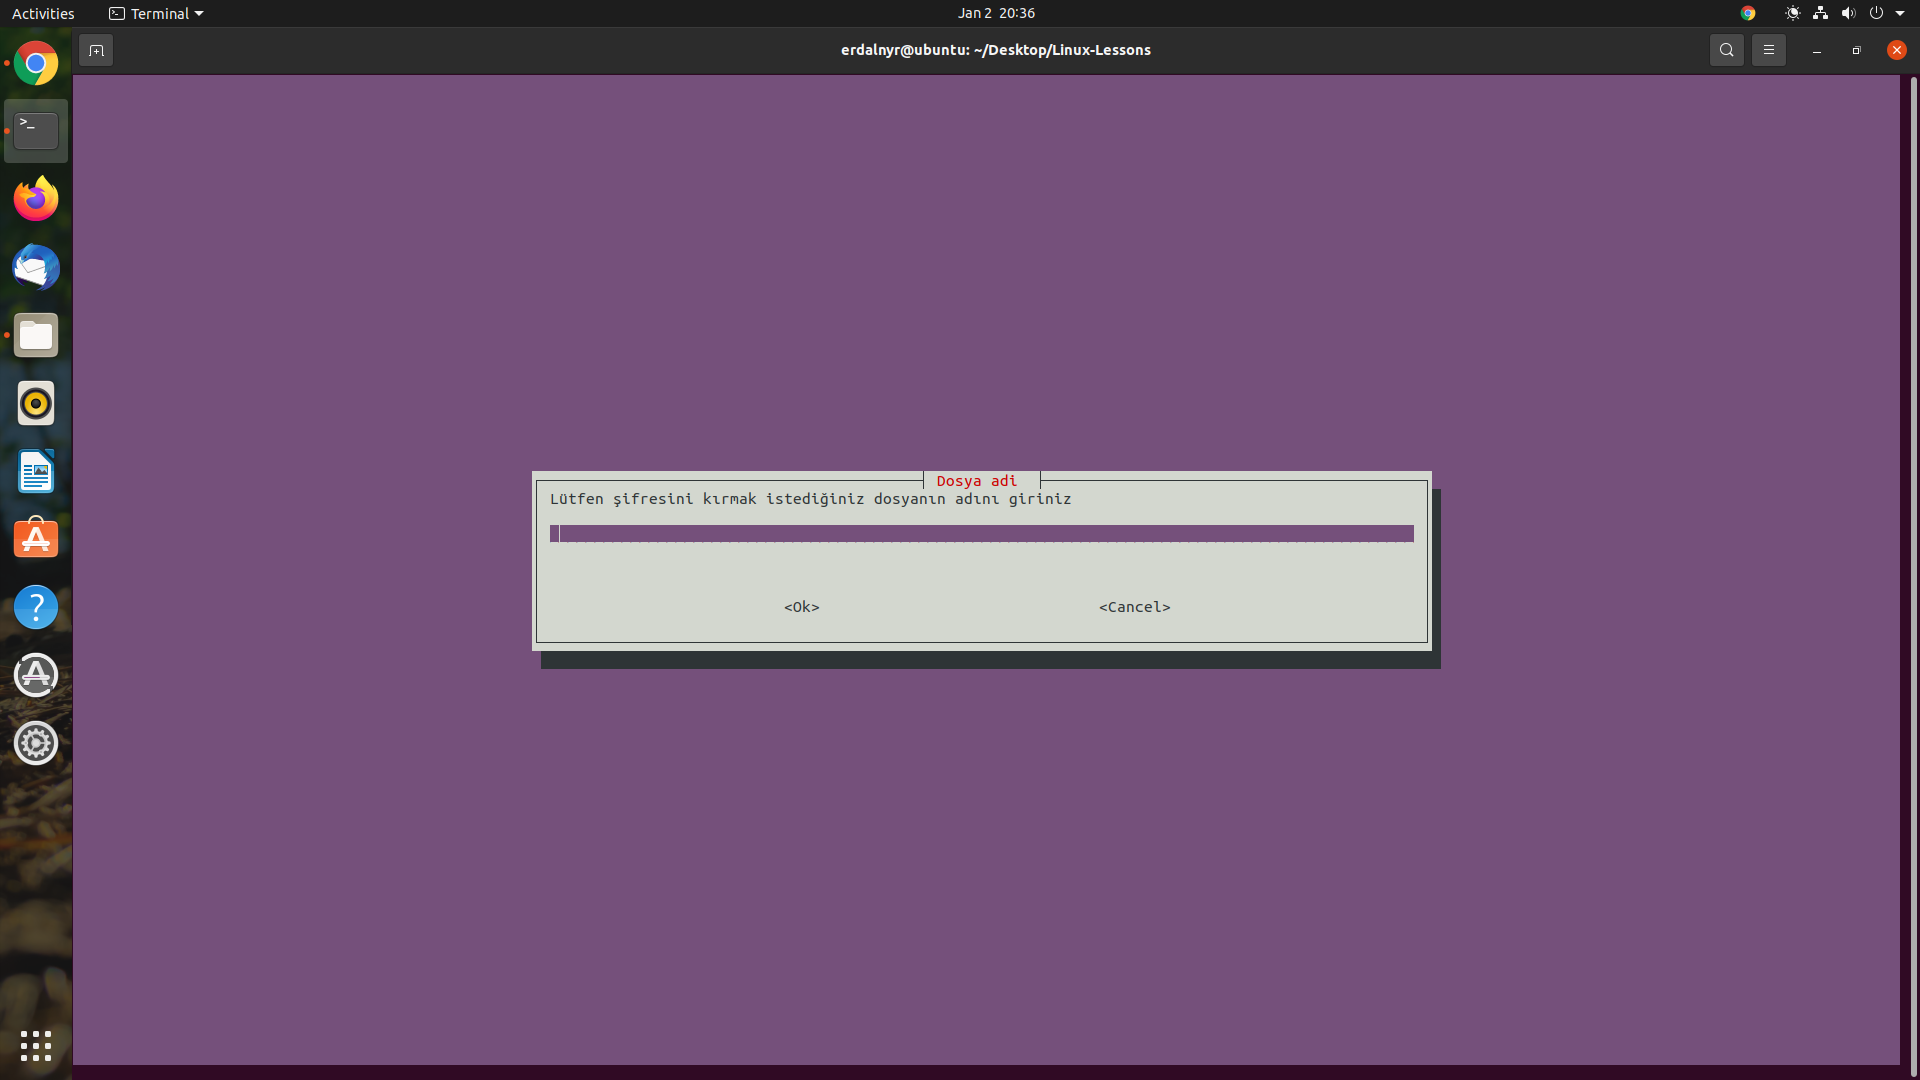 Activities
Terminal
Jan 2 20:36
erdalnyr@ubuntu: ~/Desktop/Linux-Lessons
Dosya adi
Lütfen şifresini kırmak istediğiniz dosyanın adını giriniz
<Ok>
<Cancel>